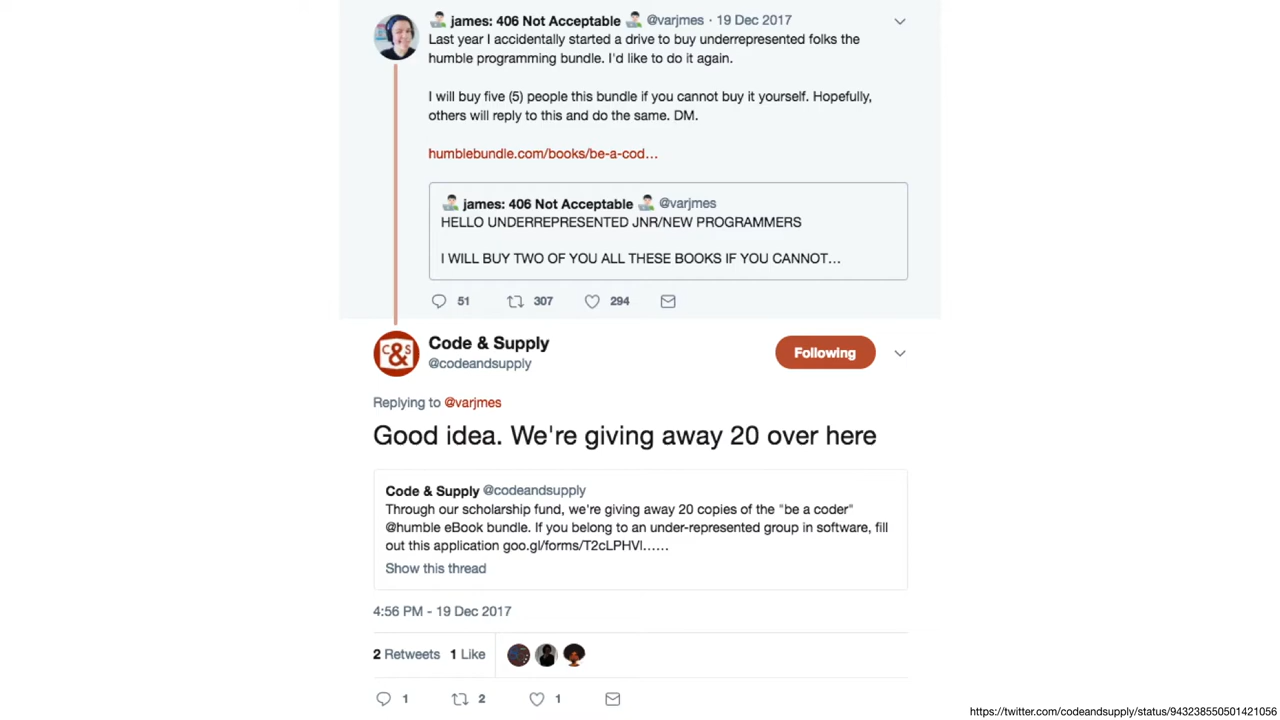 james: 406 Not Acceptable @varjmes · 19 Dec 2017
Last year I accidentally started a drive to buy underrepresented folks the
humble programming bundle. I'd like to do it again.
I will buy five (5) people this bundle if you cannot buy it yourself. Hopefully,
others will reply to this and do the same. DM.
humblebundle.com/books/be-a-cod…
james: 406 Not Acceptable @varjmes
HELLO UNDERREPRESENTED JNR/NEW PROGRAMMERS
I WILL BUY TWO OF YOU ALL THESE BOOKS IF YOU CANNOT…
51 307 294
C&S
Code & Supply
@codeandsupply
Following
Replying to @varjmes
Good idea. We're giving away 20 over here
Code & Supply @codeandsupply
Through our scholarship fund, we're giving away 20 copies of the "be a coder"
@humble eBook bundle. If you belong to an under-represented group in software, fill
out this application goo.gl/forms/T2cLPHVl……
Show this thread
4:56 PM - 19 Dec 2017
2 Retweets 1 Like
1 2 1
https://twitter.com/codeandsupply/status/943238550501421056